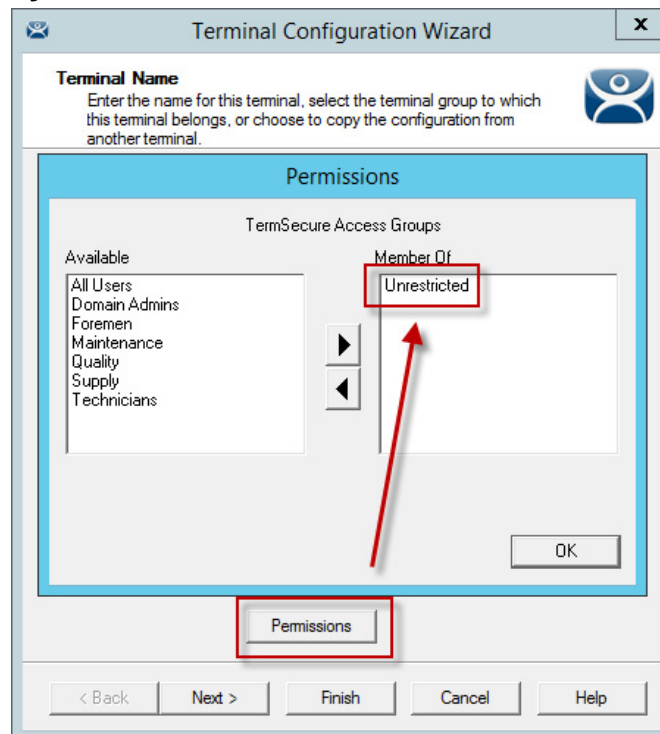 Terminal Configuration Wizard
x
Terminal Name
Enter the name for this terminal, select the terminal group to which
this terminal belongs, or choose to copy the configuration from
another terminal.
Permissions
TermSecure Access Groups
Available
Member Of
All Users
Domain Admins
Foremen
Maintenance
Quality
Supply
Technicians
Unrestricted
OK
Permissions
< Back
Next >
Finish
Cancel
Help